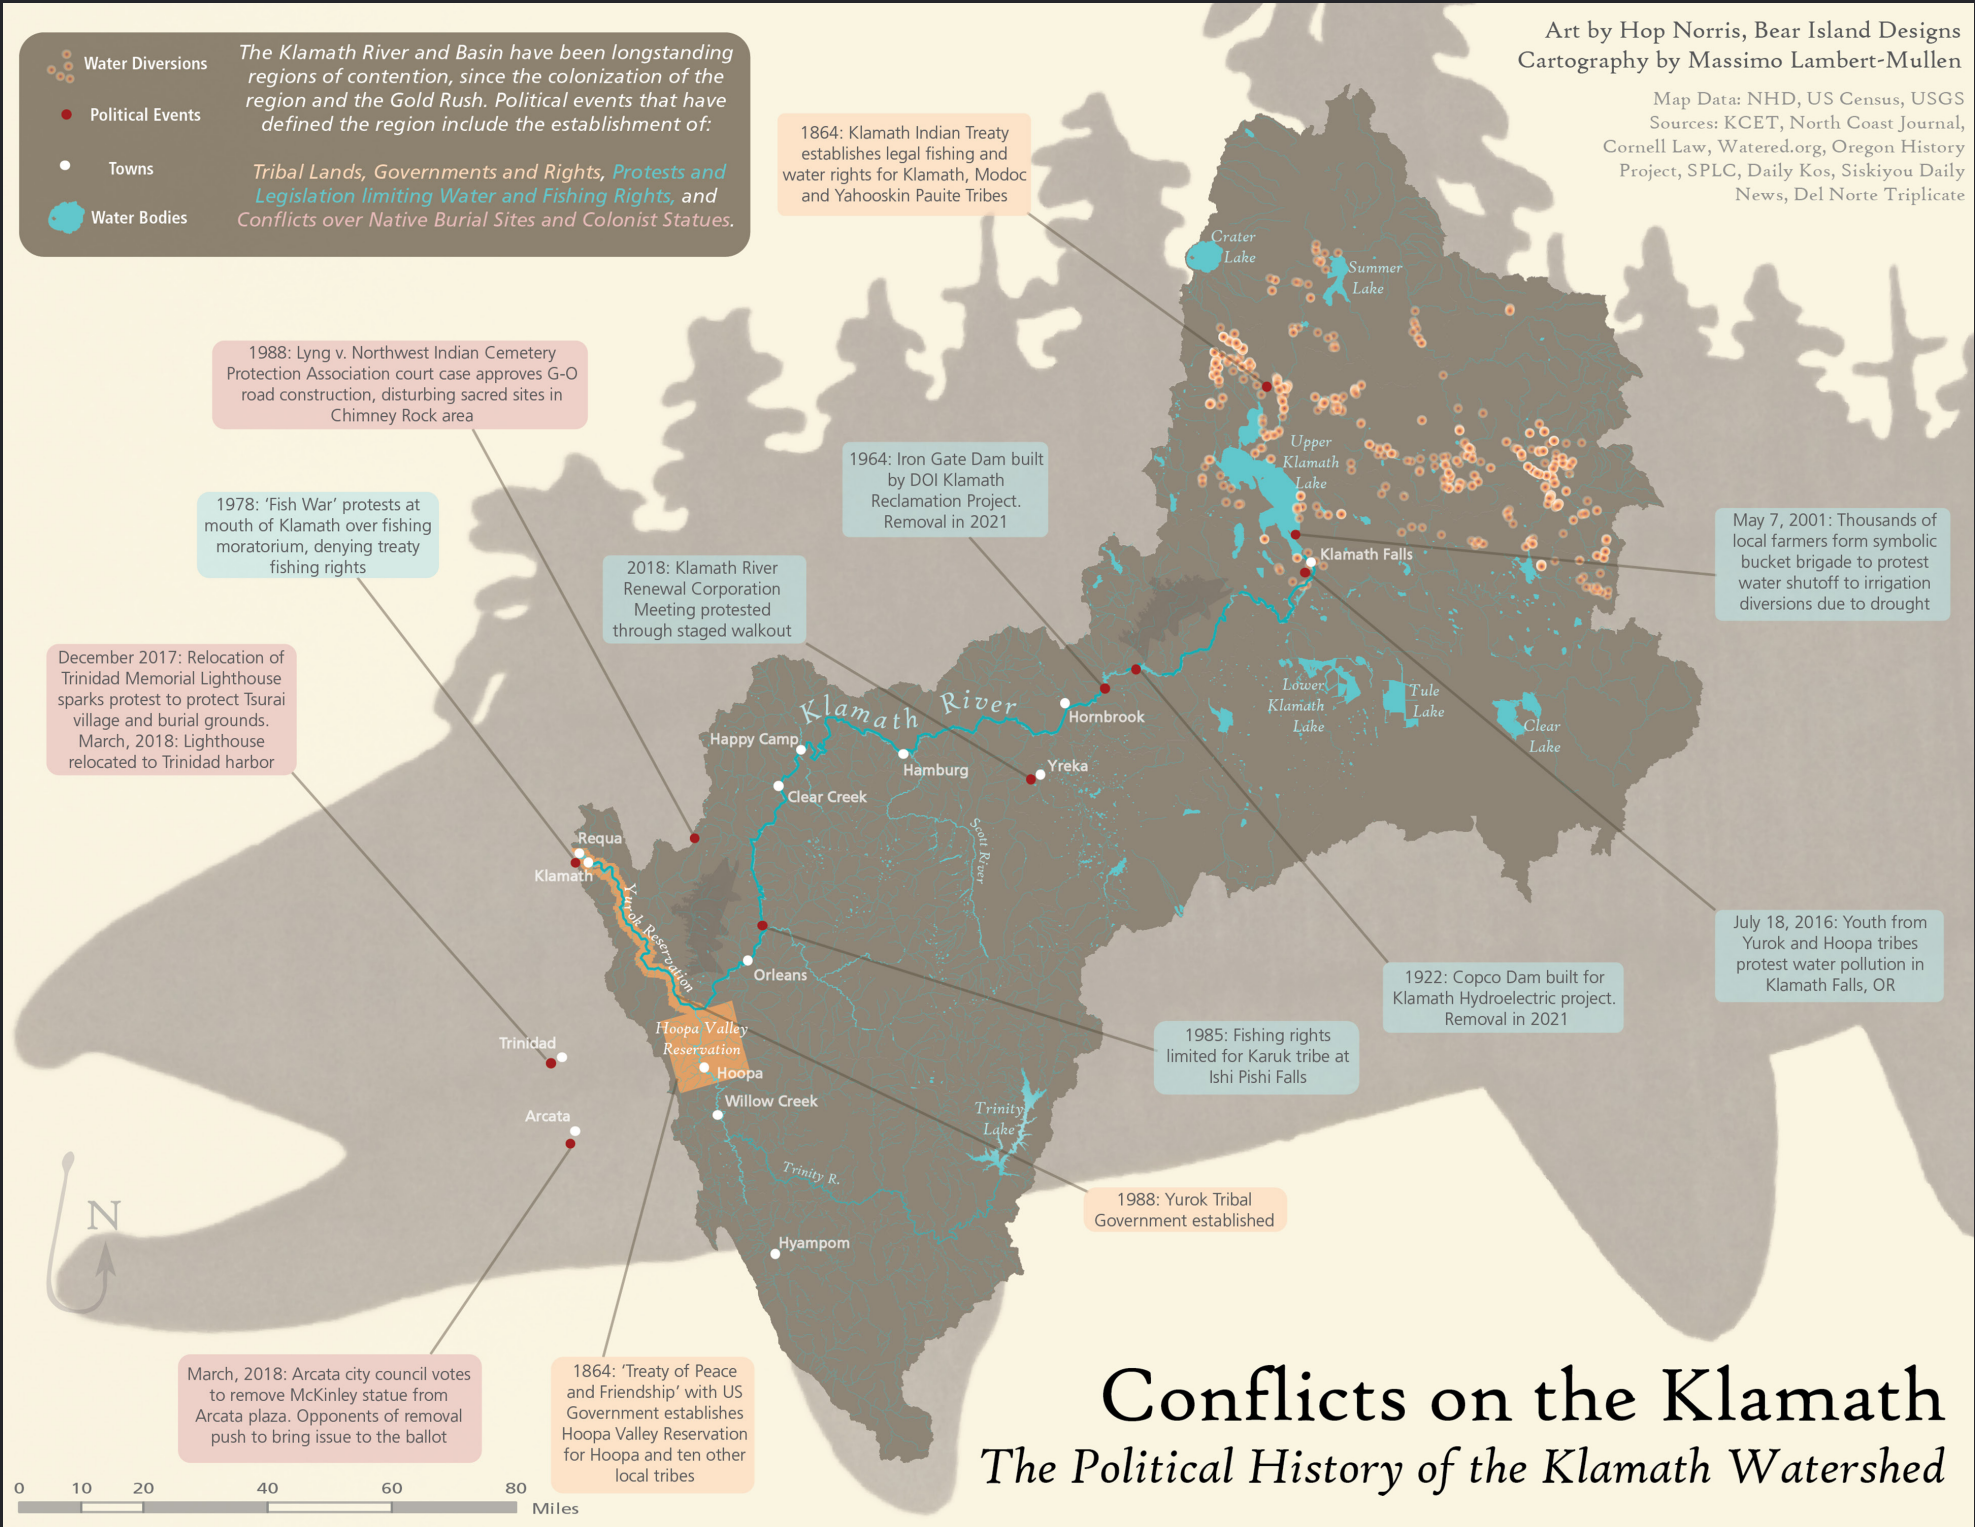 Water Diversions
Political Events
Towns
Water Bodies
The Klamath River and Basin have been longstanding
regions of contention, since the colonization of the
region and the Gold Rush. Political events that have
defined the region include the establishment of:
Tribal Lands, Governments and Rights, Protests and
Legislation limiting Water and Fishing Rights, and
Conflicts over Native Burial Sites and Colonist Statues.
Art by Hop Norris, Bear Island Designs
Cartography by Massimo Lambert-Mullen
Map Data: NHD, US Census, USGS
Sources: KCET, North Coast Journal,
Cornell Law, Watered.org, Oregon History
Project, SPLC, Daily Kos, Siskiyou Daily
News, Del Norte Triplicate
1864: Klamath Indian Treaty
establishes legal fishing and
water rights for Klamath, Modoc
and Yahooskin Pauite Tribes
Crater
Lake
Summer
Lake
1988: Lyng v. Northwest Indian Cemetery
Protection Association court case approves G-O
road construction, disturbing sacred sites in
Chimney Rock area
1964: Iron Gate Dam built
by DOI Klamath
Reclamation Project.
Removal in 2021
Upper
Klamath
Lake
1978: ‘Fish War’ protests at
mouth of Klamath over fishing
moratorium, denying treaty
fishing rights
May 7, 2001: Thousands of
local farmers form symbolic
bucket brigade to protest
water shutoff to irrigation
diversions due to drought
2018: Klamath River
Renewal Corporation
Meeting protested
through staged walkout
Klamath Falls
December 2017: Relocation of
Trinidad Memorial Lighthouse
sparks protest to protect Tsurai
village and burial grounds.
March, 2018: Lighthouse
relocated to Trinidad harbor
Klamath River
Lower
Klamath
Lake
Tule
Lake
Clear
Lake
Hornbrook
Happy Camp
Hamburg
Yreka
Clear Creek
Scott River
Requa
Klamath
Yurok Reservation
Orleans
July 18, 2016: Youth from
Yurok and Hoopa tribes
protest water pollution in
Klamath Falls, OR
1922: Copco Dam built for
Klamath Hydroelectric project.
Removal in 2021
1985: Fishing rights
limited for Karuk tribe at
Ishi Pishi Falls
Hoopa Valley
Reservation
Hoopa
Trinidad
Willow Creek
Arcata
Trinity
Lake
Trinity R.
1988: Yurok Tribal
Government established
Hyampom
N
March, 2018: Arcata city council votes
to remove McKinley statue from
Arcata plaza. Opponents of removal
push to bring issue to the ballot
1864: ‘Treaty of Peace
and Friendship’ with US
Government establishes
Hoopa Valley Reservation
for Hoopa and ten other
local tribes
Conflicts on the Klamath
The Political History of the Klamath Watershed
0 10 20 40 60 80
Miles